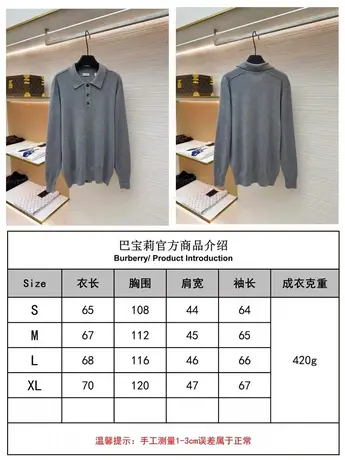 巴宝莉官方商品介绍
Burberry/ Product Introduction
Size 衣长 胸围 肩宽 袖长 成衣克重
S 65 108 44 64
M 67 112 45 65
L 68 116 46 66
XL 70 120 47 67
420g
温馨提示：手工测量1-3cm误差属于正常